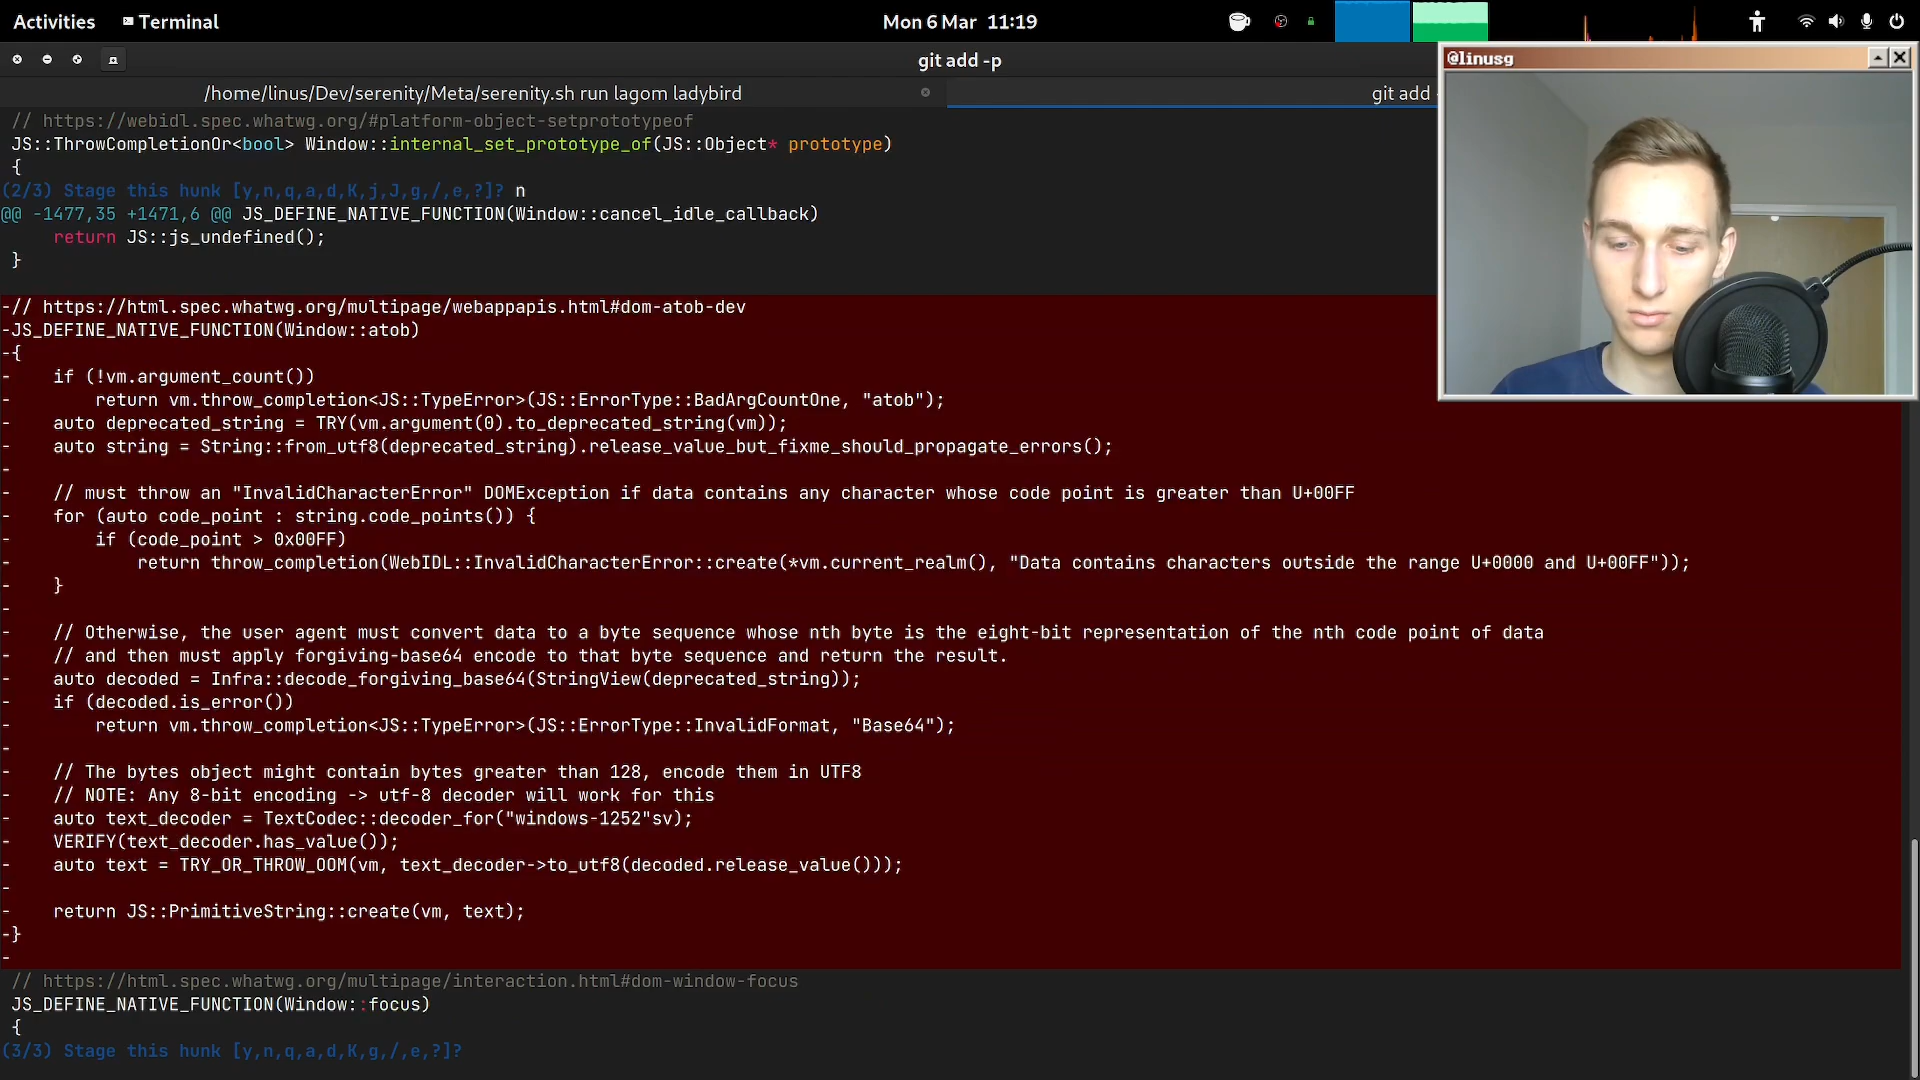 Activities
Terminal
Mon 6 Mar 11:19
git add -p
@linusg
/home/linus/Dev/serenity/Meta/serenity.sh run lagom ladybird
git add -
// https://webidl.spec.whatwg.org/#platform-object-setprototypeof
JS::ThrowCompletionOr<bool> Window::internal_set_prototype_of(JS::Object* prototype)
{
(2/3) Stage this hunk [y,n,q,a,d,K,j,J,g,/,e,?]? n
@@ -1477,35 +1471,6 @@ JS_DEFINE_NATIVE_FUNCTION(Window::cancel_idle_callback)
    return JS::js_undefined();
}
-// https://html.spec.whatwg.org/multipage/webappapis.html#dom-atob-dev
-JS_DEFINE_NATIVE_FUNCTION(Window::atob)
-{
-    if (!vm.argument_count())
-        return vm.throw_completion<JS::TypeError>(JS::ErrorType::BadArgCountOne, "atob");
-    auto deprecated_string = TRY(vm.argument(0).to_deprecated_string(vm));
-    auto string = String::from_utf8(deprecated_string).release_value_but_fixme_should_propagate_errors();
-
-    // must throw an "InvalidCharacterError" DOMException if data contains any character whose code point is greater than U+00FF
-    for (auto code_point : string.code_points()) {
-        if (code_point > 0x00FF)
-            return throw_completion(WebIDL::InvalidCharacterError::create(*vm.current_realm(), "Data contains characters outside the range U+0000 and U+00FF"));
-    }
-
-    // Otherwise, the user agent must convert data to a byte sequence whose nth byte is the eight-bit representation of the nth code point of data
-    // and then must apply forgiving-base64 encode to that byte sequence and return the result.
-    auto decoded = Infra::decode_forgiving_base64(StringView(deprecated_string));
-    if (decoded.is_error())
-        return vm.throw_completion<JS::TypeError>(JS::ErrorType::InvalidFormat, "Base64");
-
-    // The bytes object might contain bytes greater than 128, encode them in UTF8
-    // NOTE: Any 8-bit encoding -> utf-8 decoder will work for this
-    auto text_decoder = TextCodec::decoder_for("windows-1252"sv);
-    VERIFY(text_decoder.has_value());
-    auto text = TRY_OR_THROW_OOM(vm, text_decoder->to_utf8(decoded.release_value()));
-
-    return JS::PrimitiveString::create(vm, text);
-}
-
// https://html.spec.whatwg.org/multipage/interaction.html#dom-window-focus
JS_DEFINE_NATIVE_FUNCTION(Window::focus)
{
(3/3) Stage this hunk [y,n,q,a,d,K,g,/,e,?]?